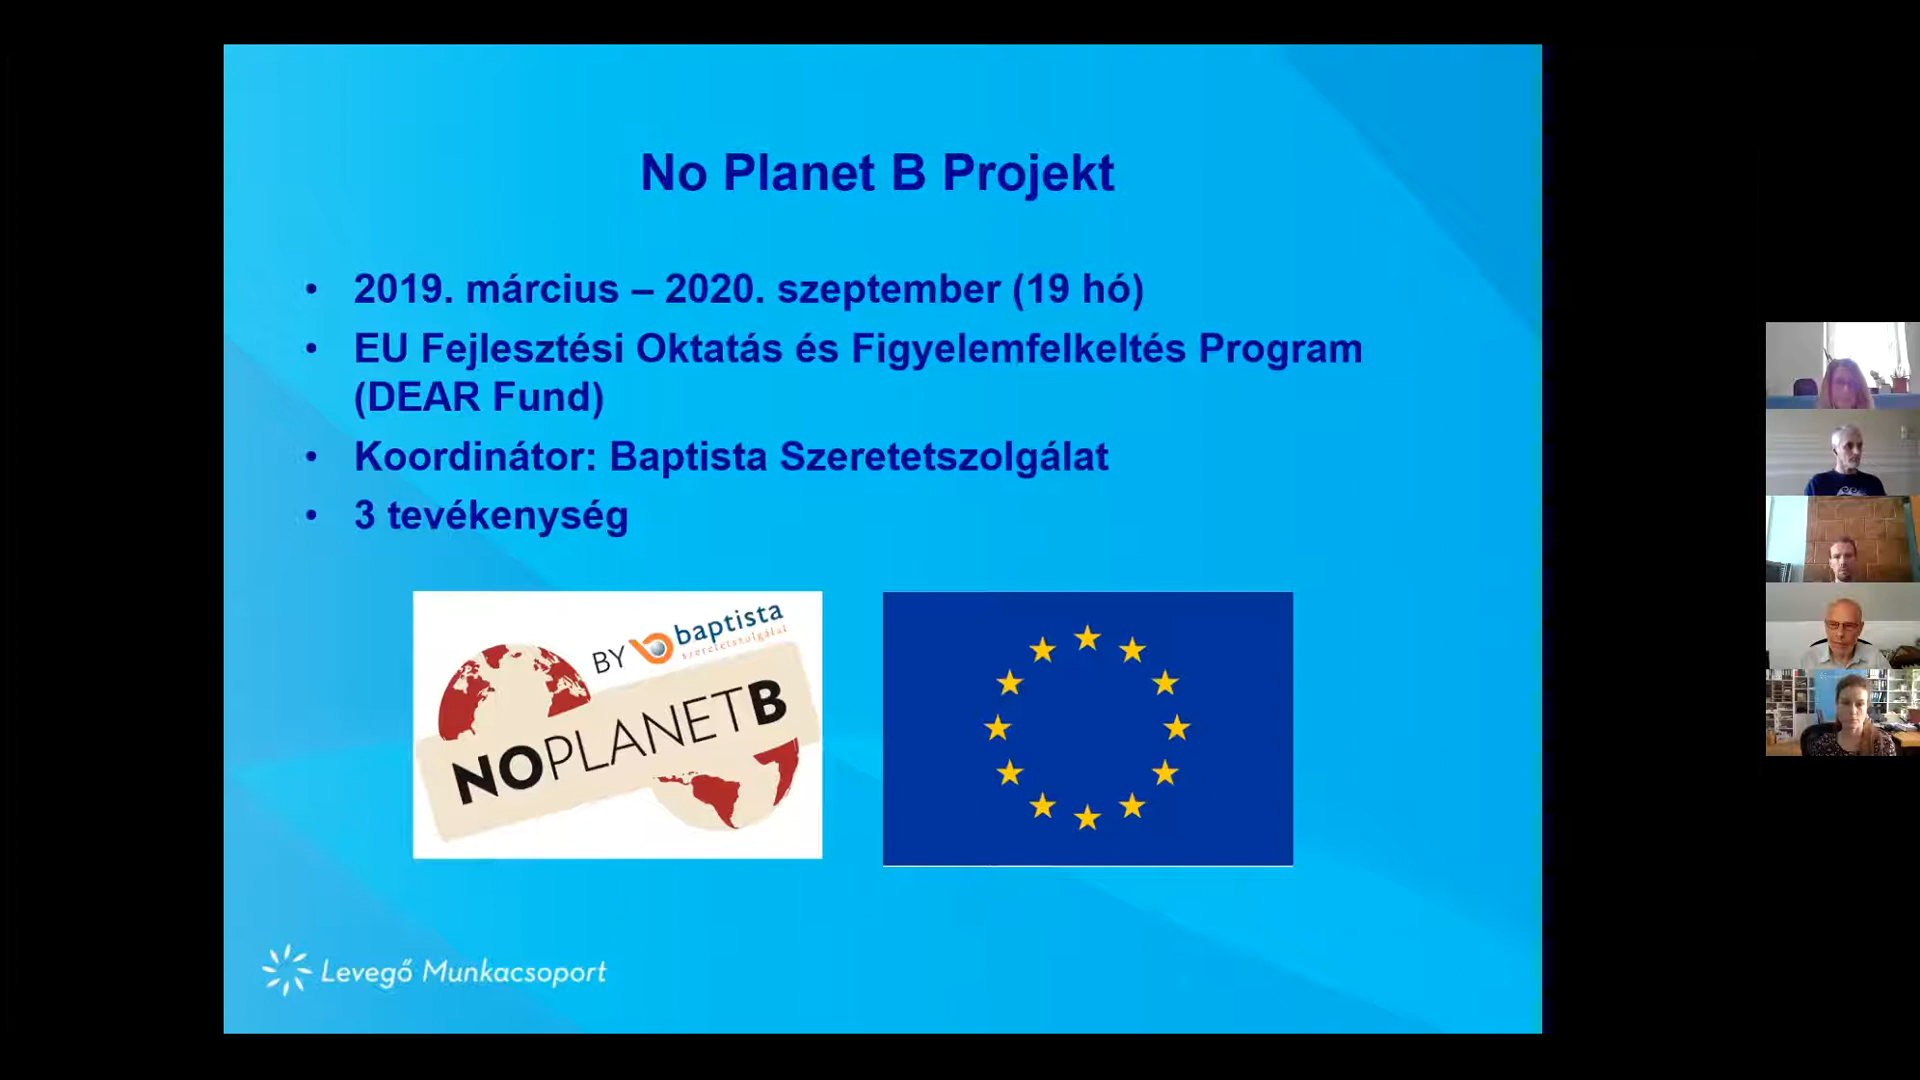 No Planet B Projekt
• 2019. március – 2020. szeptember (19 hó)
• EU Fejlesztési Oktatás és Figyelemfelkeltés Program
(DEAR Fund)
• Koordinátor: Baptista Szeretetszolgálat
• 3 tevékenység
BY baptista
szeretetszolgálat
NOPLANETB
Levegő Munkacsoport